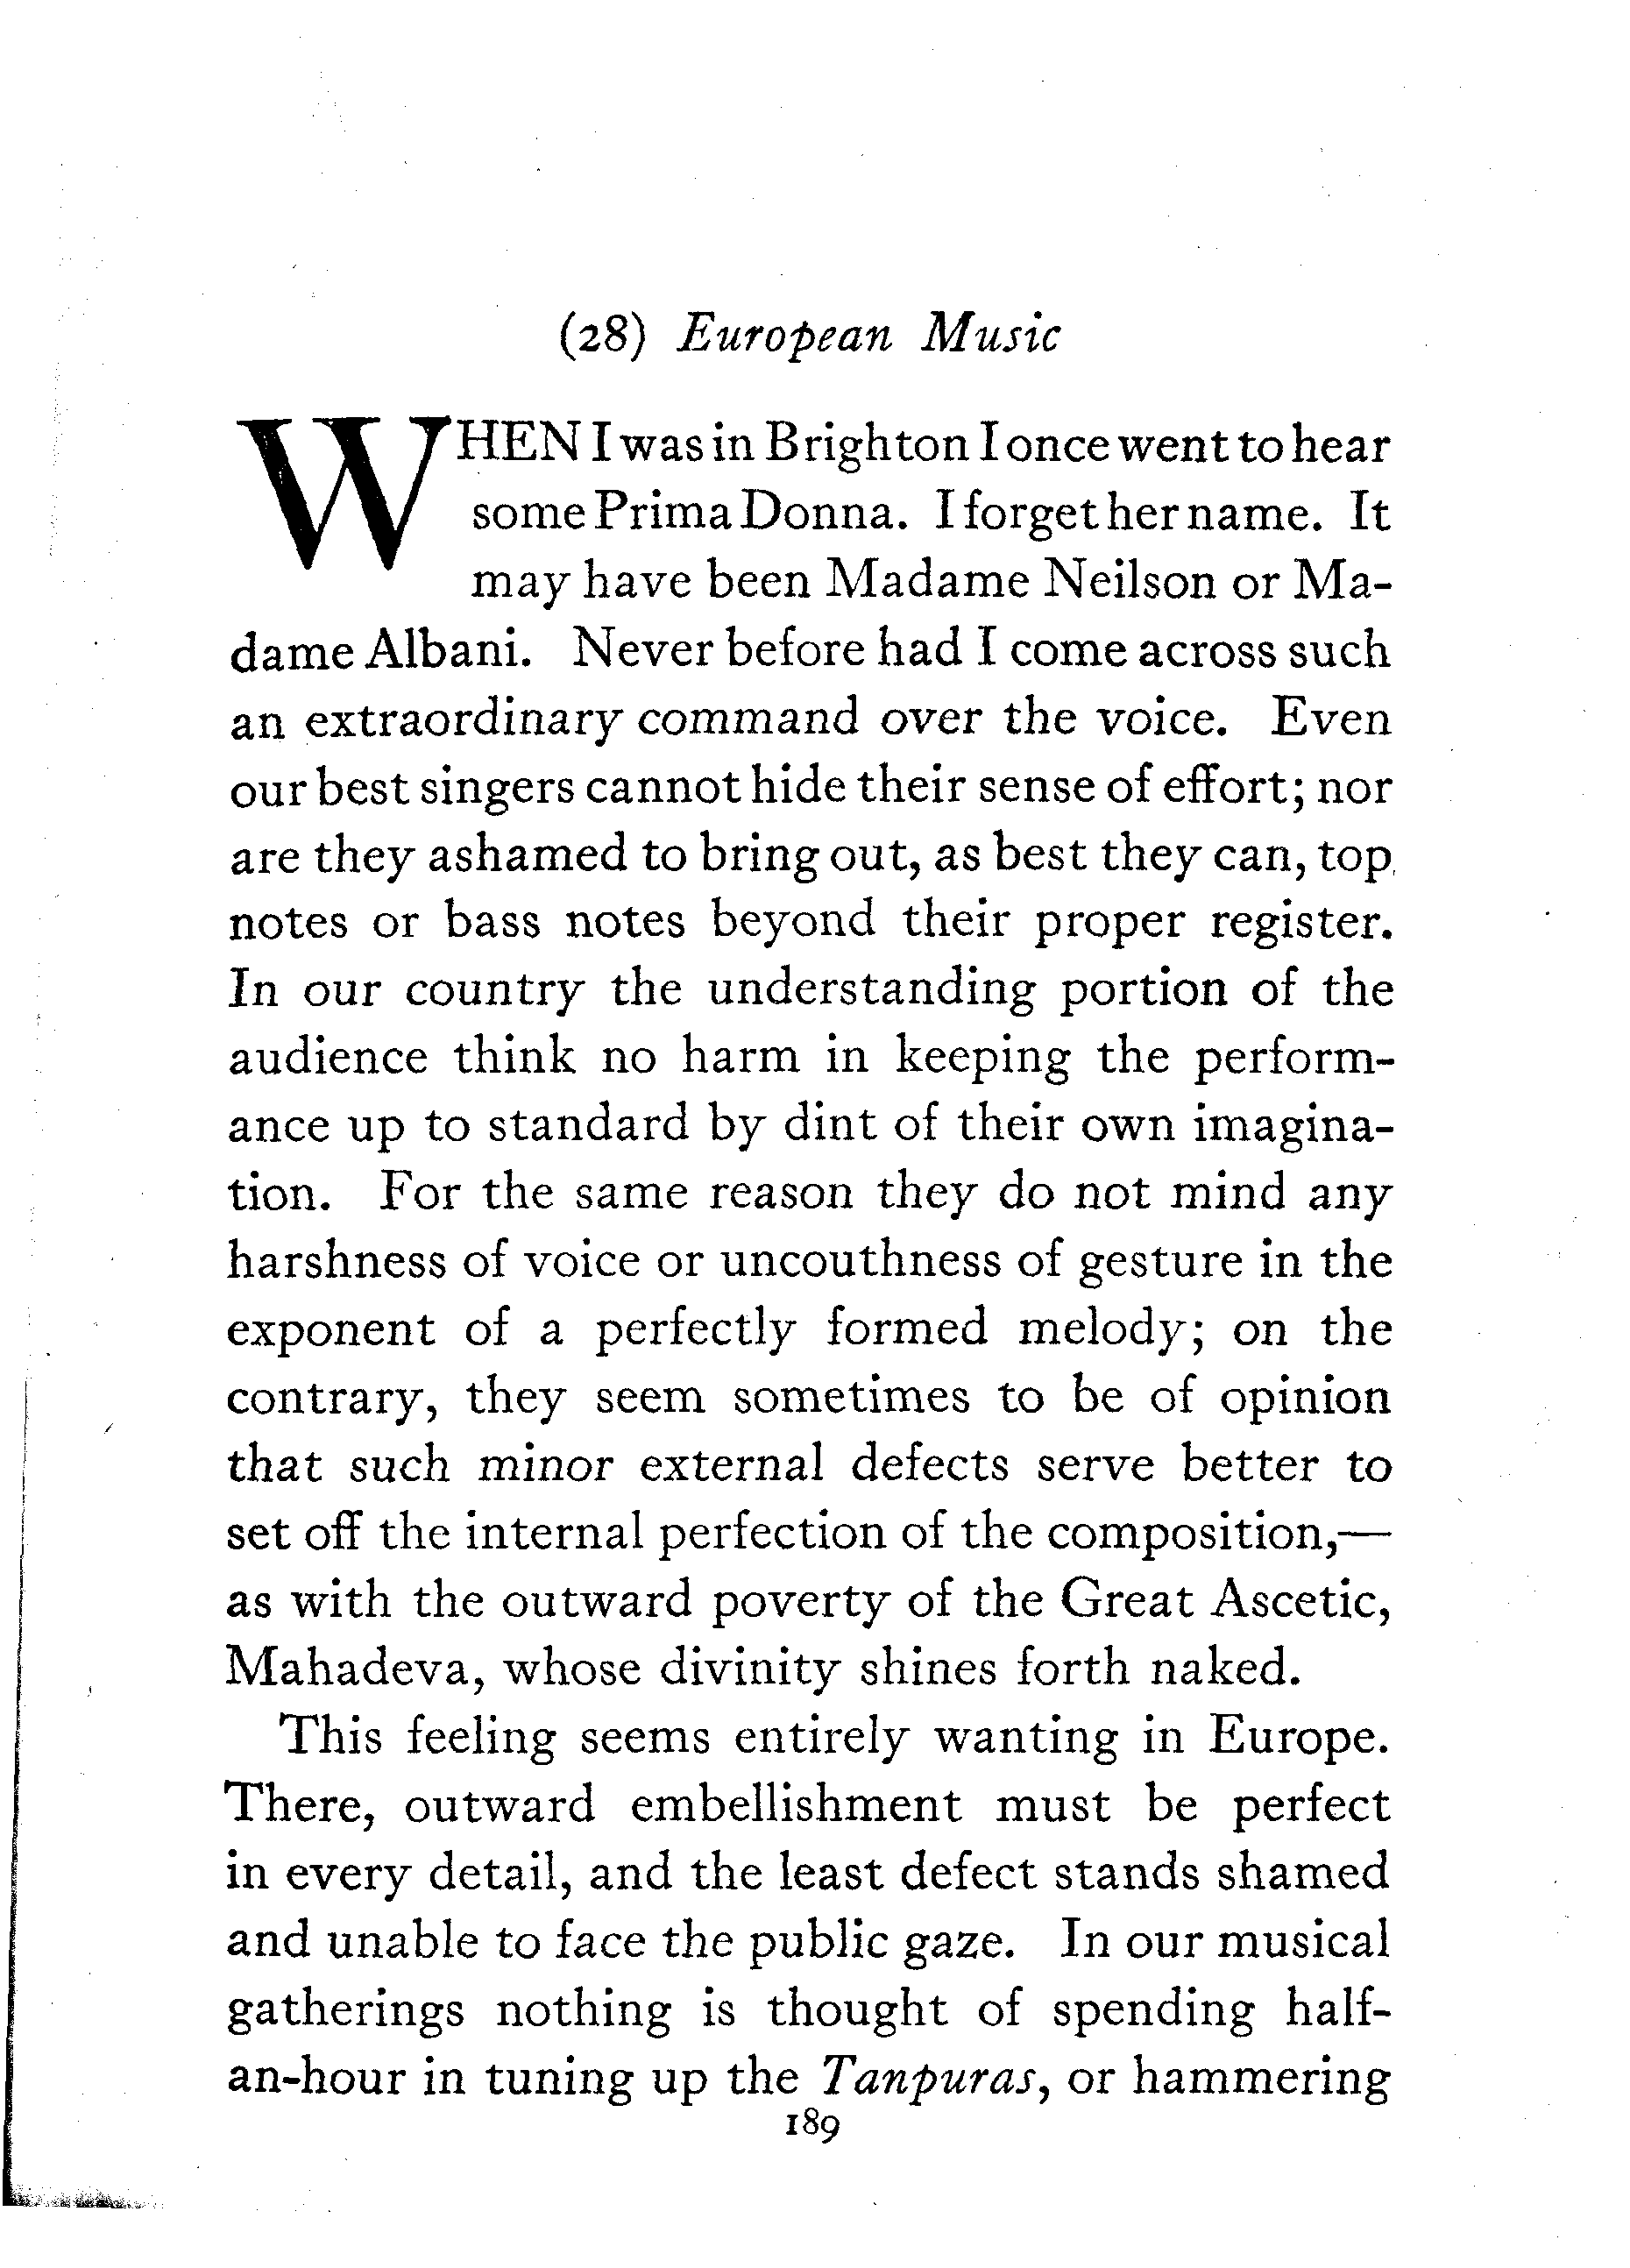 (28) European Music
WHEN I was in Brighton I once went to hear
some Prima Donna. I forget her name. It
may have been Madame Neilson or Ma-
dame Albani. Never before had I come across such
an extraordinary command over the voice. Even
our best singers cannot hide their sense of effort; nor
are they ashamed to bring out, as best they can, top
notes or bass notes beyond their proper register.
In our country the understanding portion of the
audience think no harm in keeping the perform-
ance up to standard by dint of their own imagina-
tion. For the same reason they do not mind any
harshness of voice or uncouthness of gesture in the
exponent of a perfectly formed melody; on the
contrary, they seem sometimes to be of opinion
that such minor external defects serve better to
set off the internal perfection of the composition,—
as with the outward poverty of the Great Ascetic,
Mahadeva, whose divinity shines forth naked.
This feeling seems entirely wanting in Europe.
There, outward embellishment must be perfect
in every detail, and the least defect stands shamed
and unable to face the public gaze. In our musical
gatherings nothing is thought of spending half-
an-hour in tuning up the Tanpuras, or hammering
189